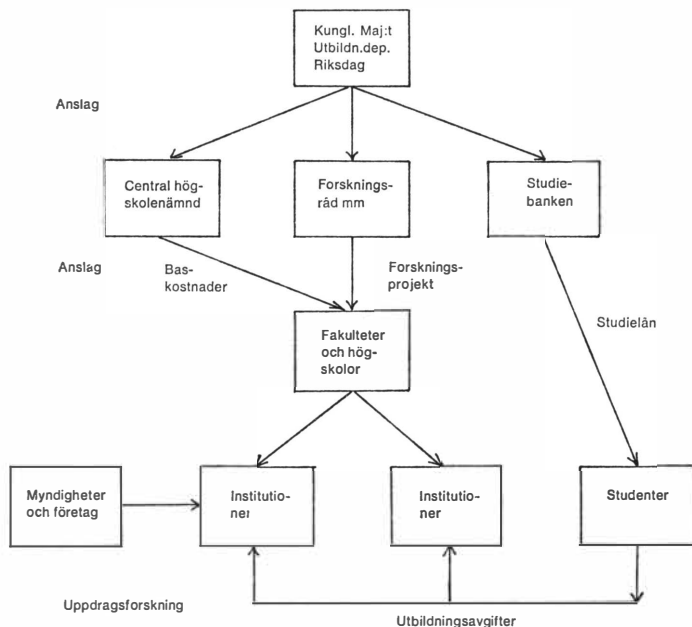 Kungl. Maj:t
Utbildn.dep.
Riksdag
Anslag
Central hög-
skolenämnd
Forsknings-
råd mm
Studie-
banken
Anslag
Bas-
kostnader
Forsknings-
projekt
Studielån
Fakulteter
och hög-
skolor
Myndigheter
och företag
Institutio-
ner
Institutio-
ner
Studenter
Uppdragsforskning
Utbildningsavgifter